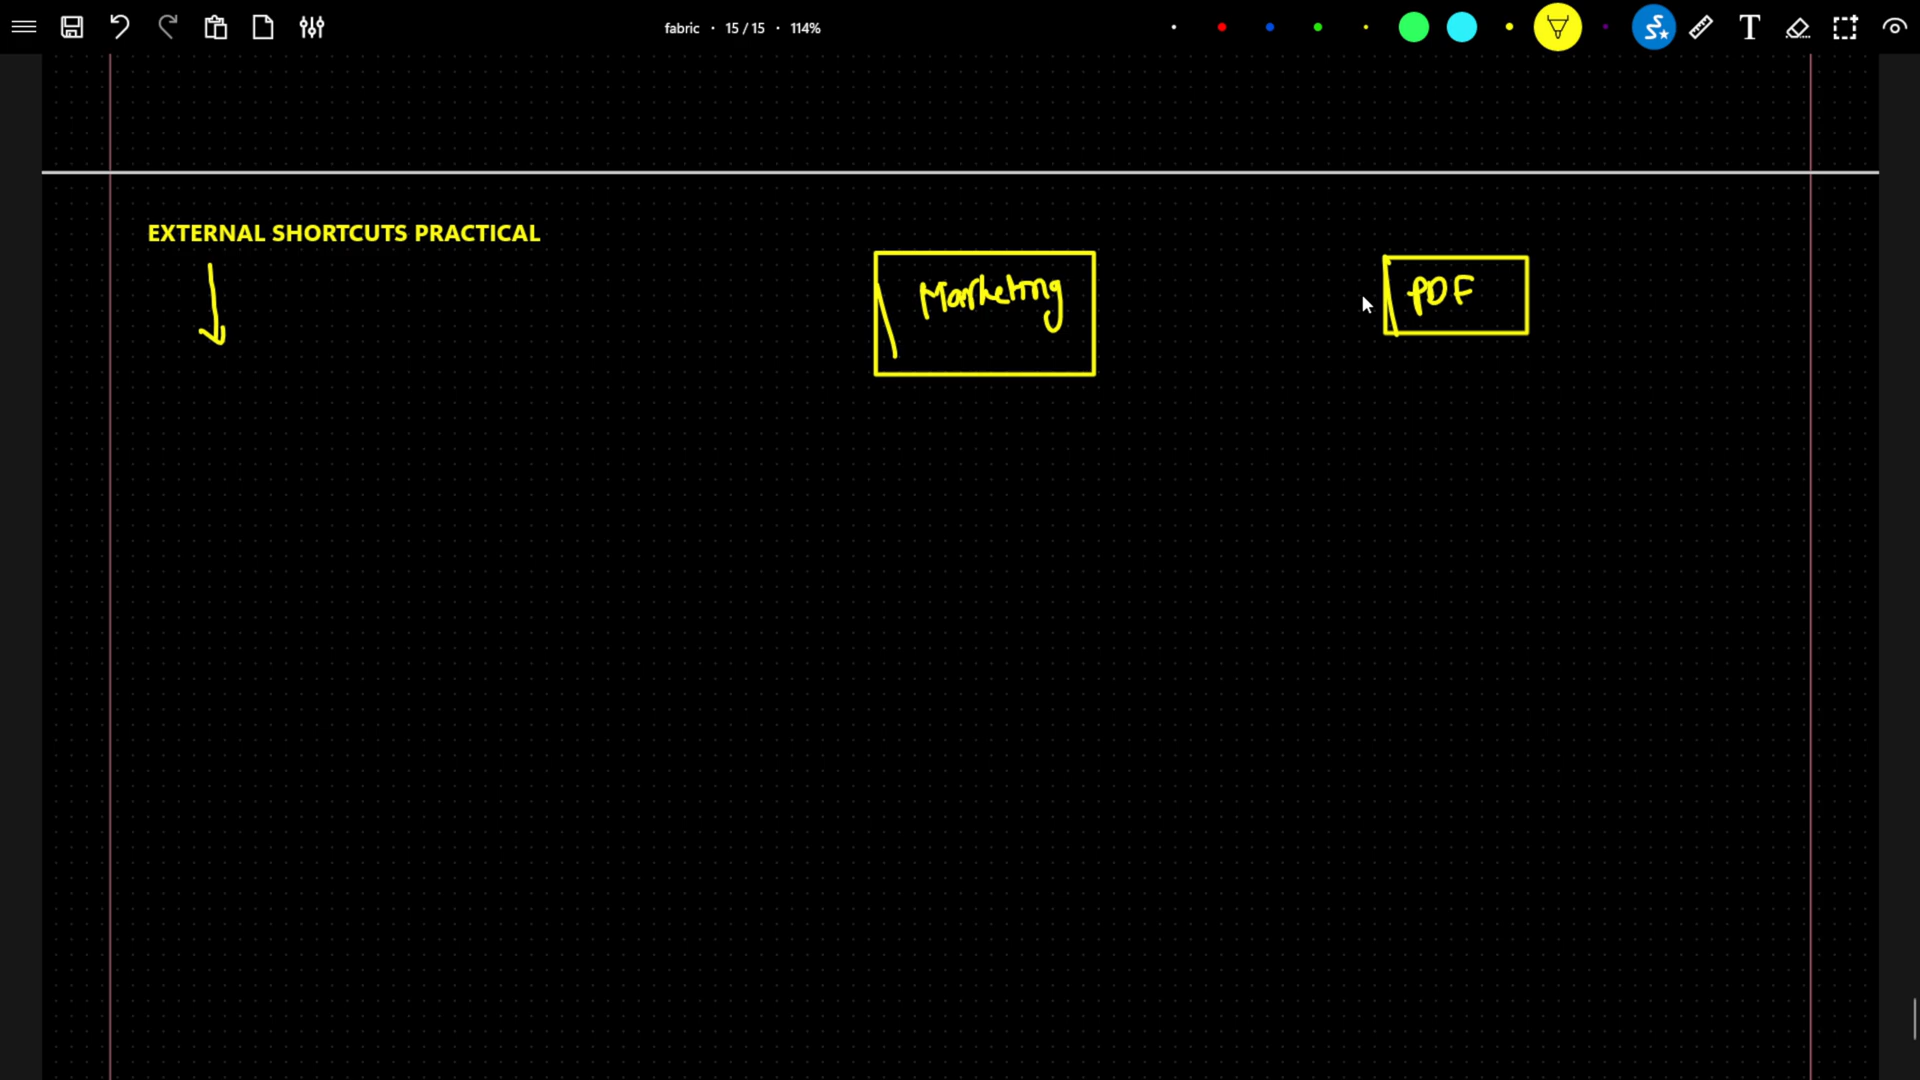 fabric · 15 / 15 · 114%
T
EXTERNAL SHORTCUTS PRACTICAL
Marketing
PDF